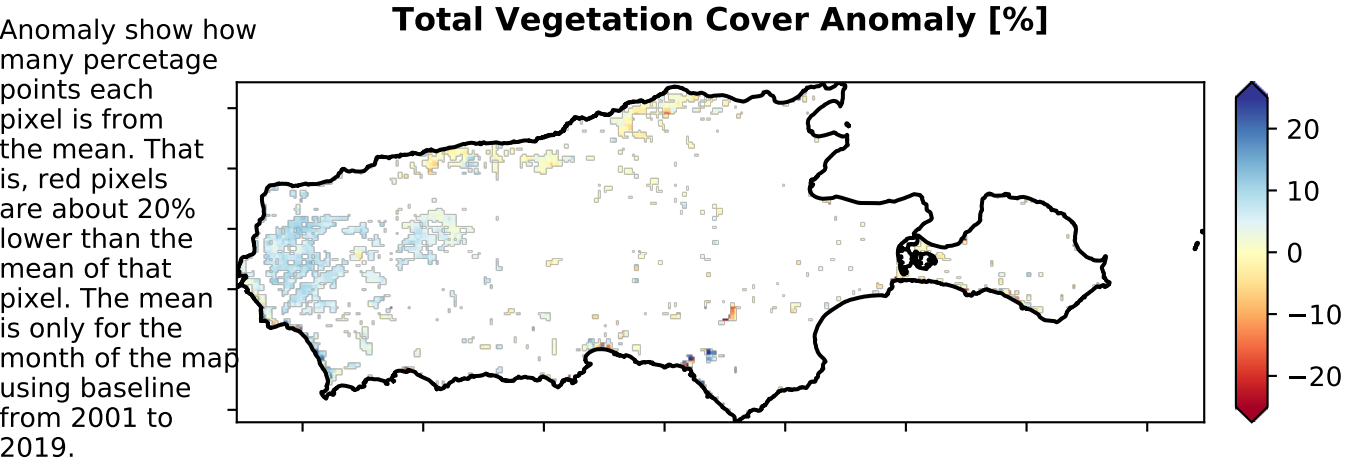 Total Vegetation Cover Anomaly [%]
Anomaly show how
many percetage
points each
pixel is from
the mean. That
is, red pixels
are about 20%
lower than the
mean of that
pixel. The mean
is only for the
month of the map
using baseline
from 2001 to
2019.
20
10
0
−10
−20